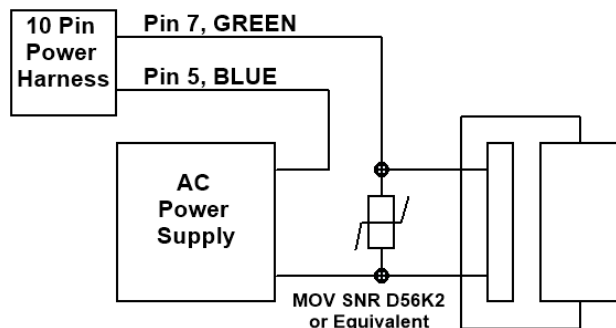 10 Pin
Power
Harness
Pin 7, GREEN
Pin 5, BLUE
AC
Power
Supply
MOV SNR D56K2
or Equivalent